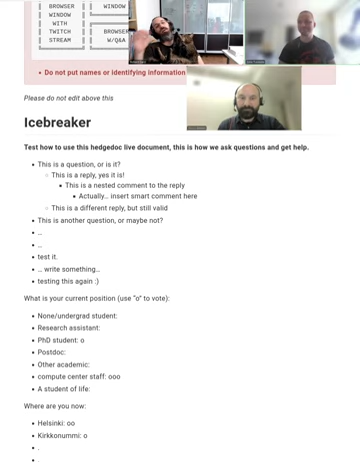 BROWSER WINDOW
WINDOW
WITH
TWITCH BROWSER
STREAM W/Q&A
Do not put names or identifying information
Please do not edit above this
Icebreaker
Test how to use this hedgedoc live document, this is how we ask questions and get help.
This is a question, or is it?
This is a reply, yes it is!
This is a nested comment to the reply
Actually… insert smart comment here
This is a different reply, but still valid
This is another question, or maybe not?
..
..
test it.
.. write something..
testing this again :)
What is your current position (use "o" to vote):
None/undergrad student:
Research assistant:
PhD student: o
Postdoc:
Other academic:
compute center staff: ooo
A student of life:
Where are you now:
Helsinki: oo
Kirkkonummi: o
.
.